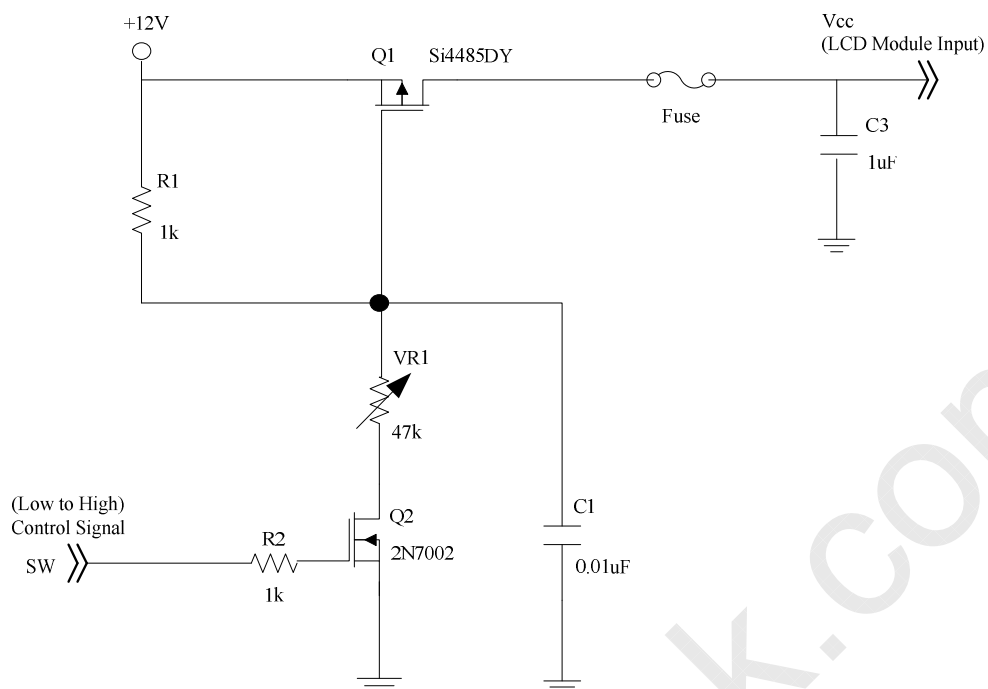 +12V
Q1
Si4485DY
Vcc
(LCD Module Input)
Fuse
C3
1uF
R1
1k
VR1
47k
(Low to High)
Control Signal
SW
R2
1k
Q2
2N7002
C1
0.01uF
k.com